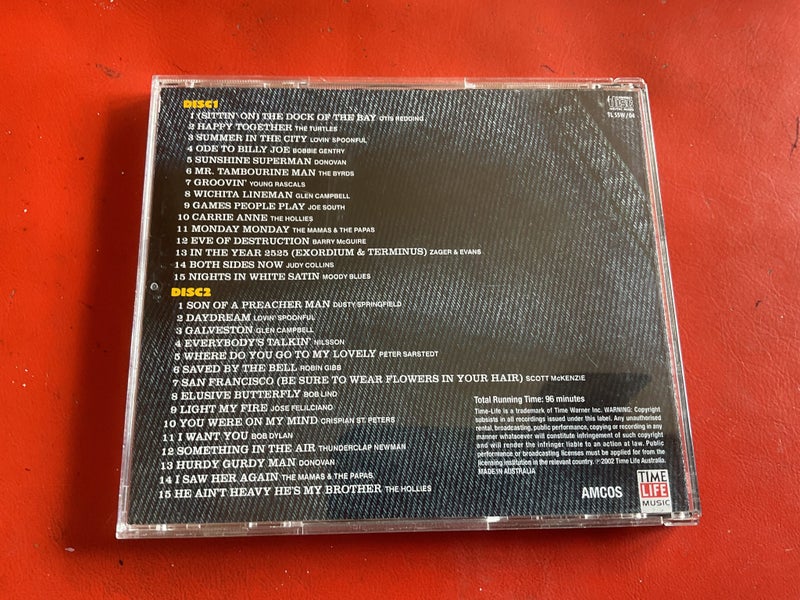 DISC1
1 (SITTIN' ON) THE DOCK OF THE BAY OTIS REDDING
2 HAPPY TOGETHER THE TURTLES
3 SUMMER IN THE CITY LOVIN' SPOONFUL
4 ODE TO BILLY JOE BOBBIE GENTRY
5 SUNSHINE SUPERMAN DONOVAN
6 MR. TAMBOURINE MAN THE BYRDS
7 GROOVIN' YOUNG RASCALS
8 WICHITA LINEMAN GLEN CAMPBELL
9 GAMES PEOPLE PLAY JOE SOUTH
10 CARRIE ANNE THE HOLLIES
11 MONDAY MONDAY THE MAMAS & THE PAPAS
12 EVE OF DESTRUCTION BARRY McGUIRE
13 IN THE YEAR 2525 (EXORDIUM & TERMINUS) ZAGER & EVANS
14 BOTH SIDES NOW JUDY COLLINS
15 NIGHTS IN WHITE SATIN MOODY BLUES
DISC2
1 SON OF A PREACHER MAN DUSTY SPRINGFIELD
2 DAYDREAM LOVIN' SPOONFUL
3 GALVESTON GLEN CAMPBELL
4 EVERYBODY'S TALKIN' NILSSON
5 WHERE DO YOU GO TO MY LOVELY PETER SARSTEDT
6 SAVED BY THE BELL ROBIN GIBB
7 SAN FRANCISCO (BE SURE TO WEAR FLOWERS IN YOUR HAIR) SCOTT McKENZIE
8 ELUSIVE BUTTERFLY BOB LIND
9 LIGHT MY FIRE JOSE FELILCIANO
10 YOU WERE ON MY MIND CRISPIAN ST. PETERS
11 I WANT YOU BOB DYLAN
12 SOMETHING IN THE AIR THUNDERCLAP NEWMAN
13 HURDY GURDY MAN DONOVAN
14 I SAW HER AGAIN THE MAMAS & THE PAPAS
15 HE AIN'T HEAVY HE'S MY BROTHER THE HOLLIES
Total Running Time: 96 minutes
Time-Life is a trademark of Time Warner Inc. WARNING: Copyright
subsists in all recordings issued under this label. Any unauthorised
rental, broadcasting, public performance, copying or recording in any
manner whatsoever will constitute infringement of such copyright
and will render the infringer liable to an action at law. Public
performance or broadcasting licenses must be applied for from the
licensing institution in the relevant country. ℗ 2002 Time Life Australia.
MADE IN AUSTRALIA
AMCOS
TIME
LIFE
MUSIC